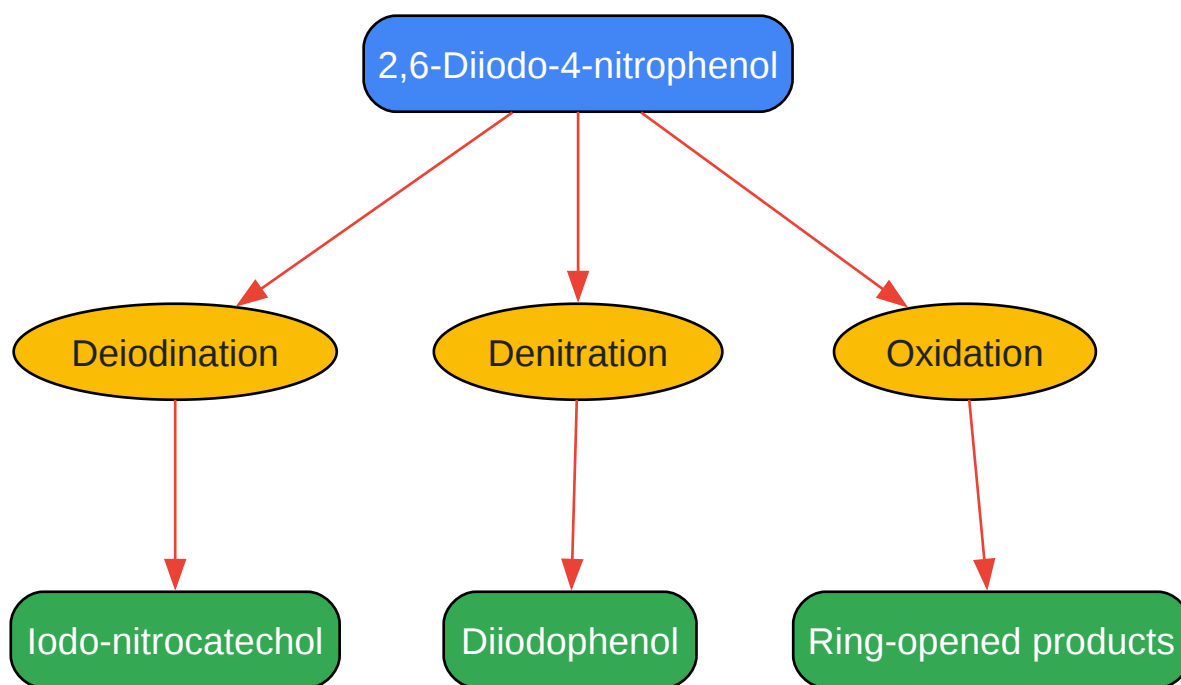 2,6-Diiodo-4-nitrophenol
Deiodination
Denitration
Oxidation
Iodo-nitrocatechol
Diiodophenol
Ring-opened products